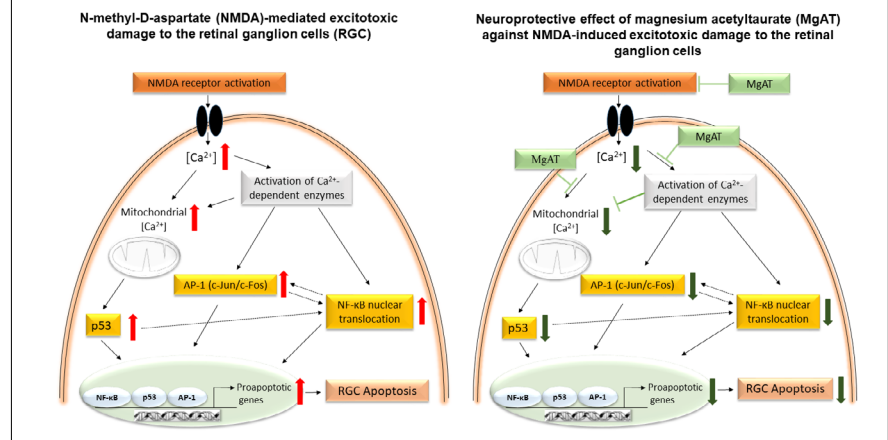 N-methyl-D-aspartate (NMDA)-mediated excitotoxic
damage to the retinal ganglion cells (RGC)
NMDA receptor activation
[Ca²⁺]
Activation of Ca²⁺-
dependent enzymes
Mitochondrial
[Ca²⁺]
AP-1 (c-Jun/c-Fos)
NF-κB nuclear
translocation
p53
NF-κB
p53
AP-1
Proapoptotic
genes
RGC Apoptosis
Neuroprotective effect of magnesium acetyltaurate (MgAT)
against NMDA-induced excitotoxic damage to the retinal
ganglion cells
NMDA receptor activation
MgAT
MgAT
MgAT
[Ca²⁺]
Activation of Ca²⁺-
dependent enzymes
Mitochondrial
[Ca²⁺]
AP-1 (c-Jun/c-Fos)
NF-κB nuclear
translocation
p53
NF-κB
p53
AP-1
Proapoptotic
genes
RGC Apoptosis